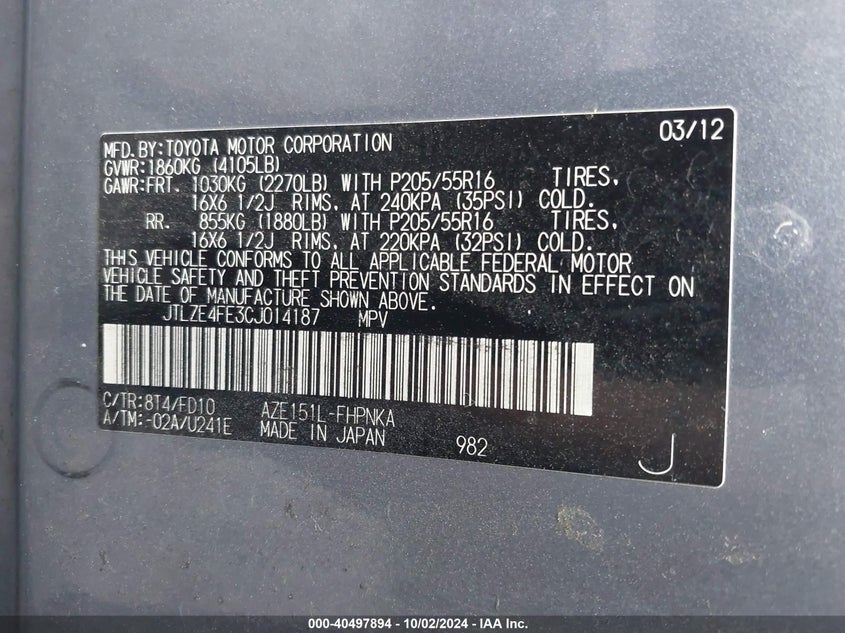 MFD.BY:TOYOTA MOTOR CORPORATION 03/12
GVWR:1860KG (4105LB)
GAWR:FRT. 1030KG (2270LB) WITH P205/55R16 TIRES,
16X6 1/2J RIMS, AT 240KPA (35PSI) COLD.
RR. 855KG (1880LB) WITH P205/55R16 TIRES,
16X6 1/2J RIMS, AT 220KPA (32PSI) COLD.
THIS VEHICLE CONFORMS TO ALL APPLICABLE FEDERAL MOTOR
VEHICLE SAFETY AND THEFT PREVENTION STANDARDS IN EFFECT ON
THE DATE OF MANUFACTURE SHOWN ABOVE.
JTLZE4FE3CJ014187 MPV
C/TR:8T4/FD10 AZE151L-FHPNKA
A/TM:-02A/U241E MADE IN JAPAN 982 J
000-40497894 - 10/02/2024 - IAA Inc.